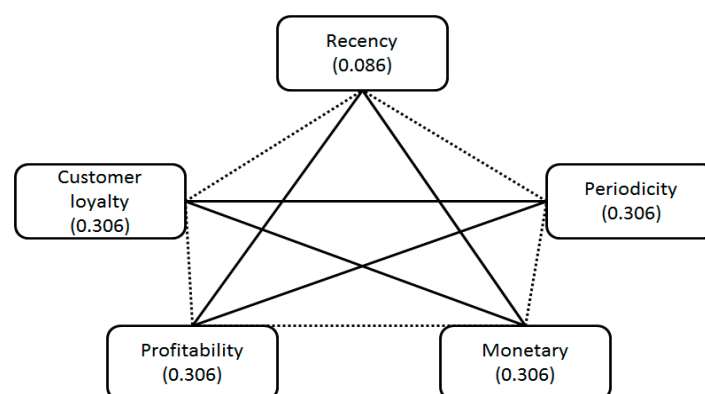 Recency
(0.086)
Customer
loyalty
(0.306)
Periodicity
(0.306)
Profitability
(0.306)
Monetary
(0.306)